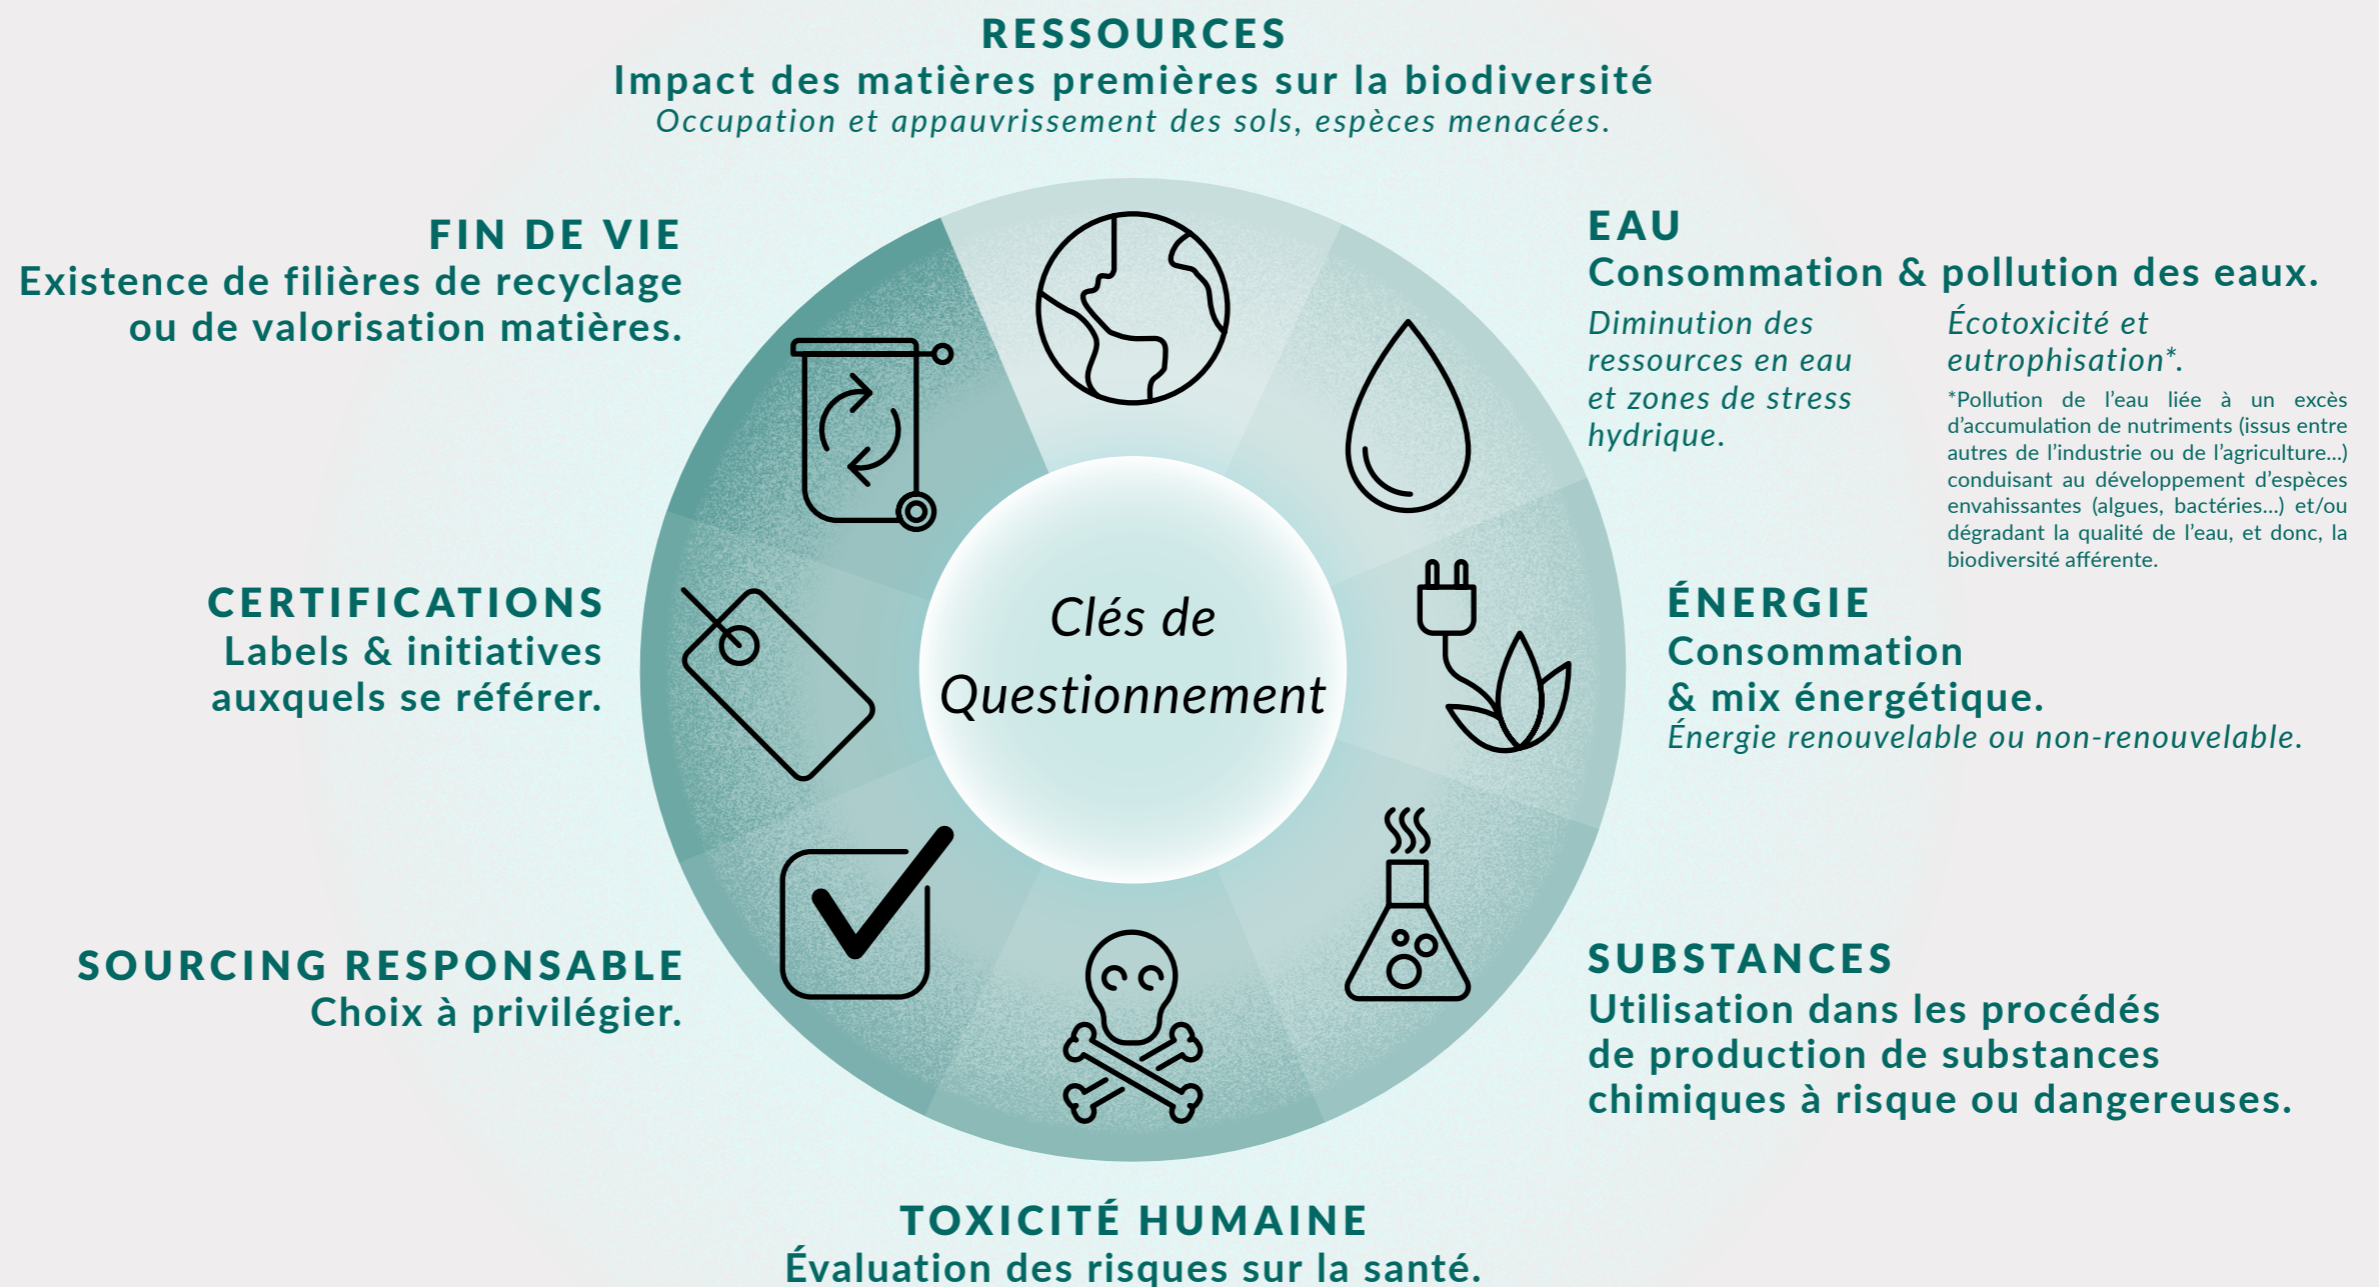 RESSOURCES
Impact des matières premières sur la biodiversité
Occupation et appauvrissement des sols, espèces menacées.
EAU
Consommation & pollution des eaux.
Diminution des
ressources en eau
et zones de stress
hydrique.
Écotoxicité et
eutrophisation*.
*Pollution de l’eau liée à un excès
d’accumulation de nutriments (issus entre
autres de l’industrie ou de l’agriculture...)
conduisant au développement d’espèces
envahissantes (algues, bactéries...) et/ou
dégradant la qualité de l’eau, et donc, la
biodiversité afférente.
ÉNERGIE
Consommation
& mix énergétique.
Énergie renouvelable ou non-renouvelable.
SUBSTANCES
Utilisation dans les procédés
de production de substances
chimiques à risque ou dangereuses.
TOXICITÉ HUMAINE
Évaluation des risques sur la santé.
SOURCING RESPONSABLE
Choix à privilégier.
CERTIFICATIONS
Labels & initiatives
auxquels se référer.
FIN DE VIE
Existence de filières de recyclage
ou de valorisation matières.
Clés de
Questionnement